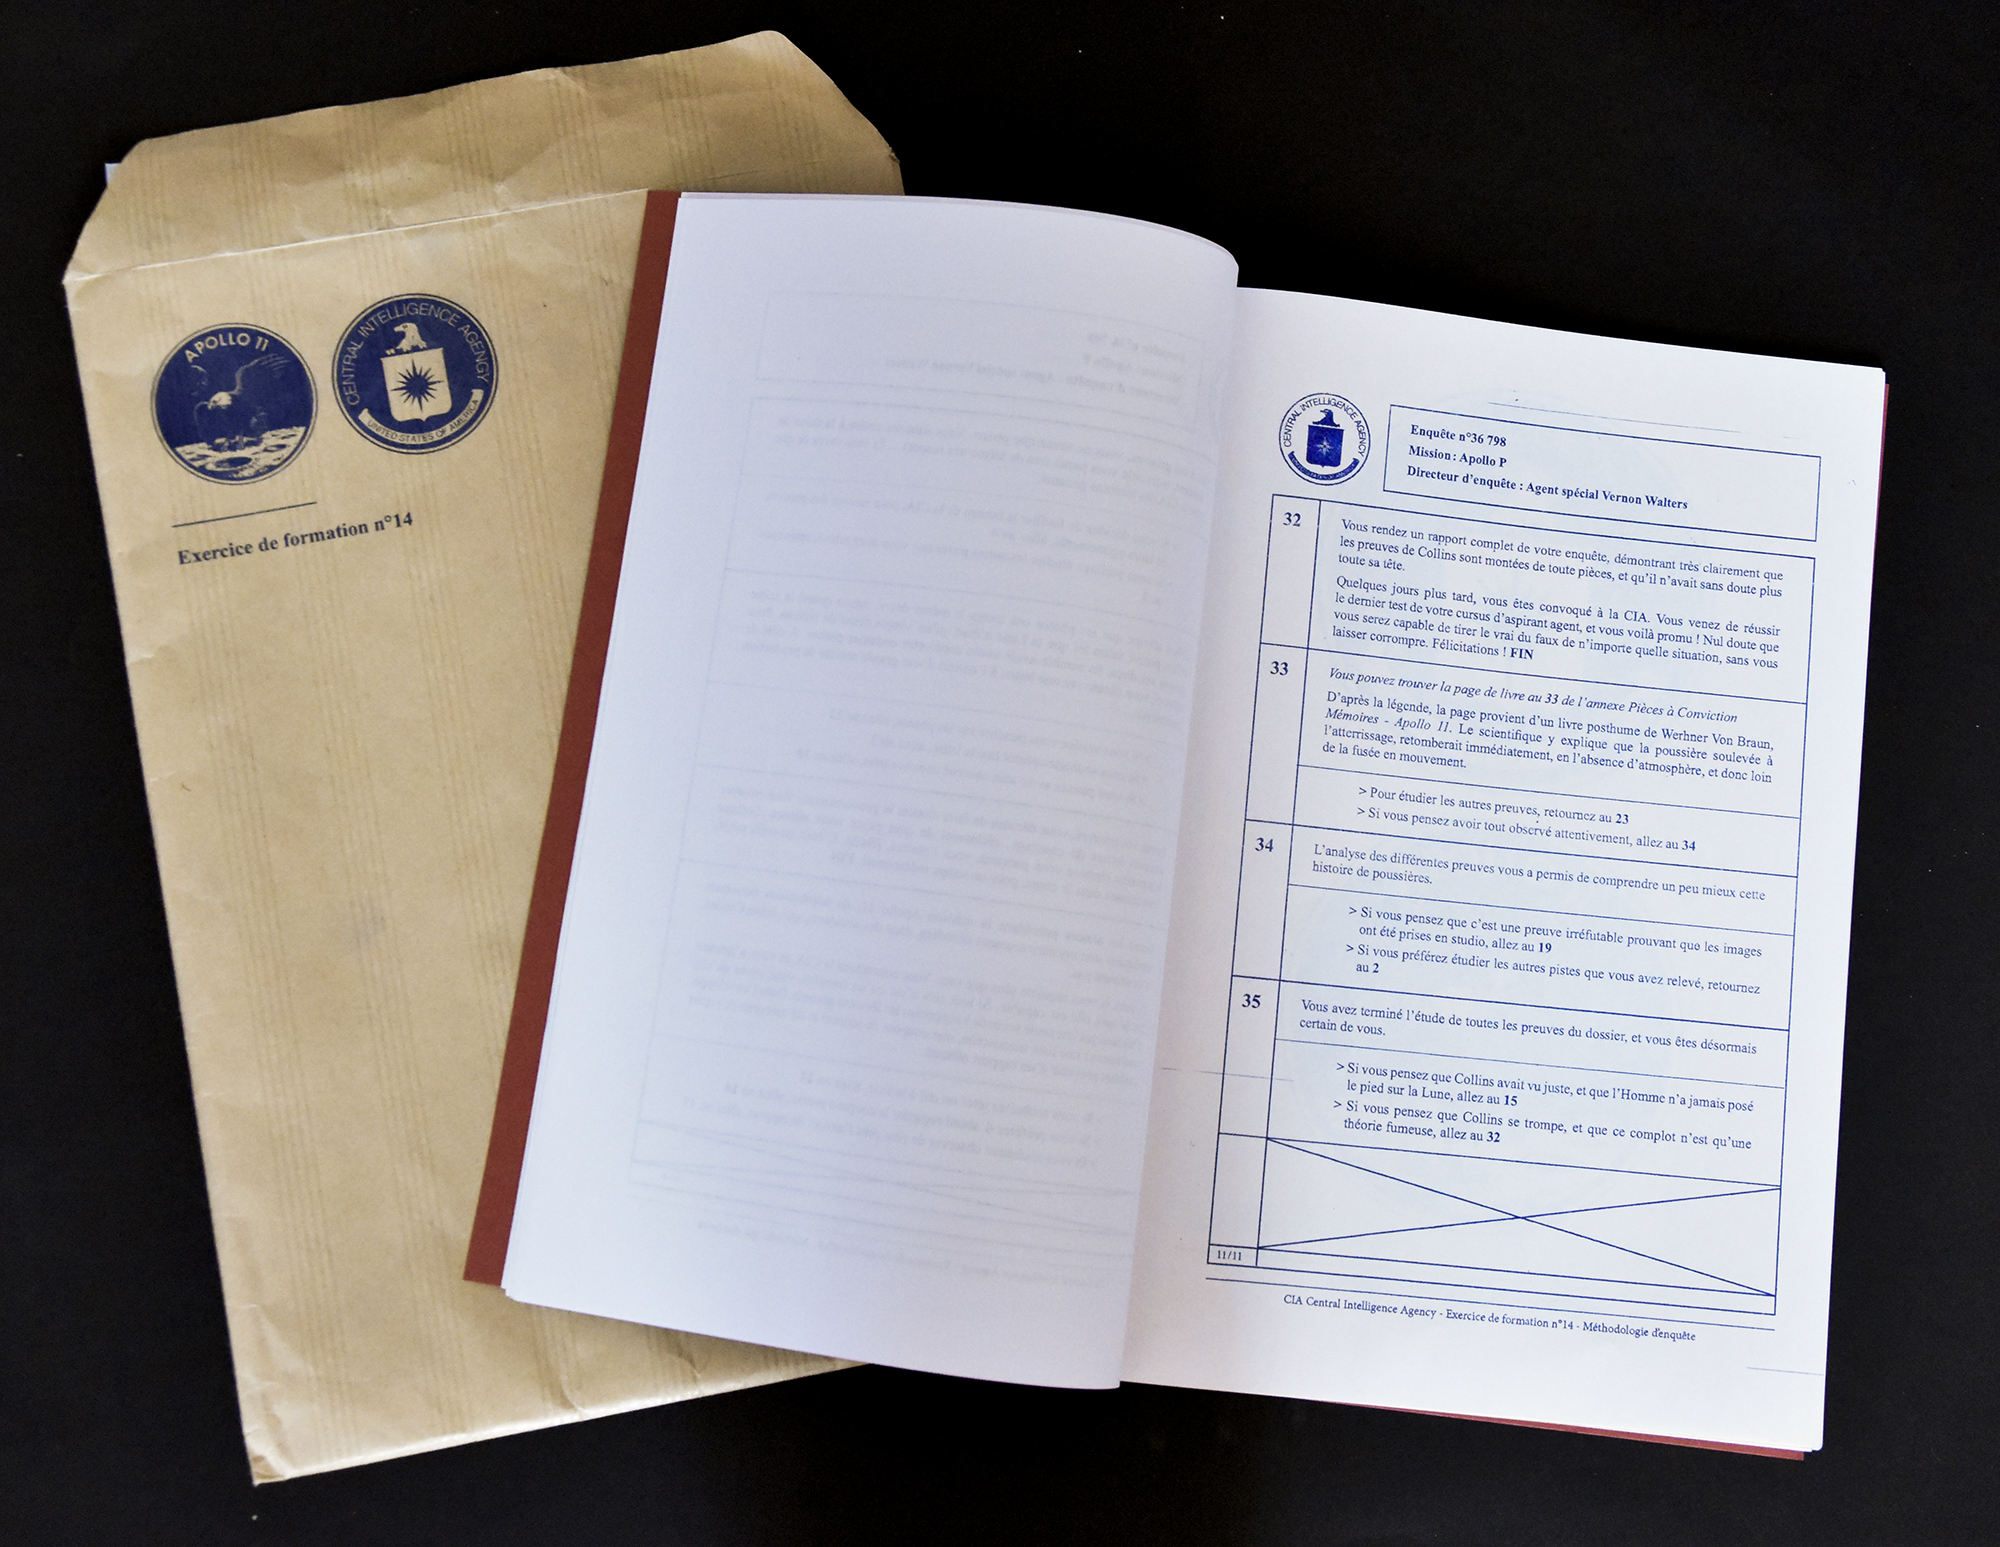 APOLLO 11
CENTRAL INTELLIGENCE AGENCY
UNITED STATES OF AMERICA
Exercice de formation n°14
CENTRAL INTELLIGENCE AGENCY
Enquête n°36 798
Mission : Apollo P
Directeur d'enquête : Agent spécial Vernon Walters
32
Vous rendez un rapport complet de votre enquête, démontrant très clairement que
les preuves de Collins sont montées de toute pièces, et qu'il n'avait sans doute plus
toute sa tête.
Quelques jours plus tard, vous êtes convoqué à la CIA. Vous venez de réussir
le dernier test de votre cursus d'aspirant agent, et vous voilà promu ! Nul doute que
vous serez capable de tirer le vrai du faux de n'importe quelle situation, sans vous
laisser corrompre. Félicitations ! FIN
33
Vous pouvez trouver la page de livre au 33 de l'annexe Pièces à Conviction
D'après la légende, la page provient d'un livre posthume de Werhner Von Braun,
Mémoires - Apollo 11. Le scientifique y explique que la poussière soulevée à
l'atterrissage, retomberait immédiatement, en l'absence d'atmosphère, et donc loin
de la fusée en mouvement.
> Pour étudier les autres preuves, retournez au 23
> Si vous pensez avoir tout observé attentivement, allez au 34
34
L'analyse des différentes preuves vous a permis de comprendre un peu mieux cette
histoire de poussières.
> Si vous pensez que c'est une preuve irréfutable prouvant que les images
ont été prises en studio, allez au 19
> Si vous préférez étudier les autres pistes que vous avez relevé, retournez
au 2
35
Vous avez terminé l'étude de toutes les preuves du dossier, et vous êtes désormais
certain de vous.
> Si vous pensez que Collins avait vu juste, et que l'Homme n'a jamais posé
le pied sur la Lune, allez au 15
> Si vous pensez que Collins se trompe, et que ce complot n'est qu'une
théorie fumeuse, allez au 32
11/11
CIA Central Intelligence Agency - Exercice de formation n°14 - Méthodologie d'enquête